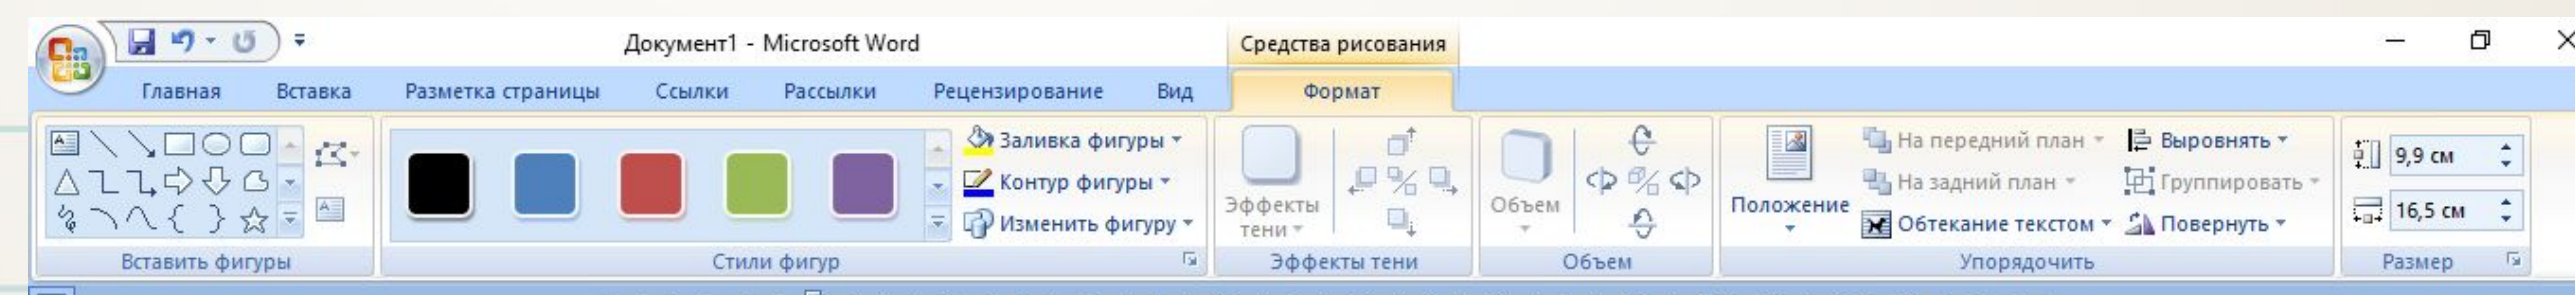 Документ1 - Microsoft Word
Средства рисования
Главная Вставка Разметка страницы Ссылки Рассылки Рецензирование Вид Формат
Заливка фигуры
Контур фигуры
Изменить фигуру
Эффекты тени
Объем
Положение
На передний план
На задний план
Обтекание текстом
Выровнять
Группировать
Повернуть
9,9 см
16,5 см
Вставить фигуры Стили фигур Эффекты тени Объем Упорядочить Размер